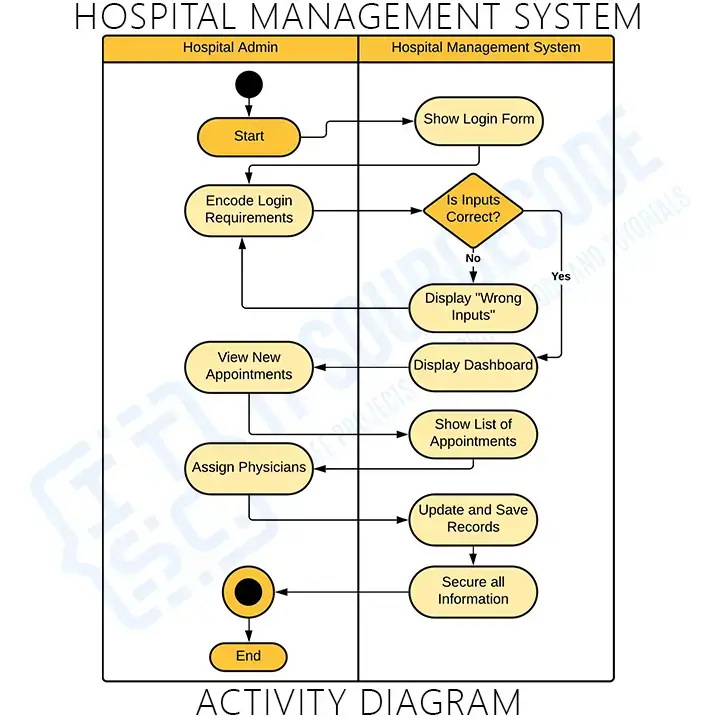 HOSPITAL MANAGEMENT SYSTEM
Hospital Admin
Hospital Management System
Start
Show Login Form
Encode Login
Requirements
Is Inputs
Correct?
No
Yes
Display "Wrong
Inputs"
View New
Appointments
Display Dashboard
Show List of
Appointments
Assign Physicians
Update and Save
Records
Secure all
Information
End
ACTIVITY DIAGRAM